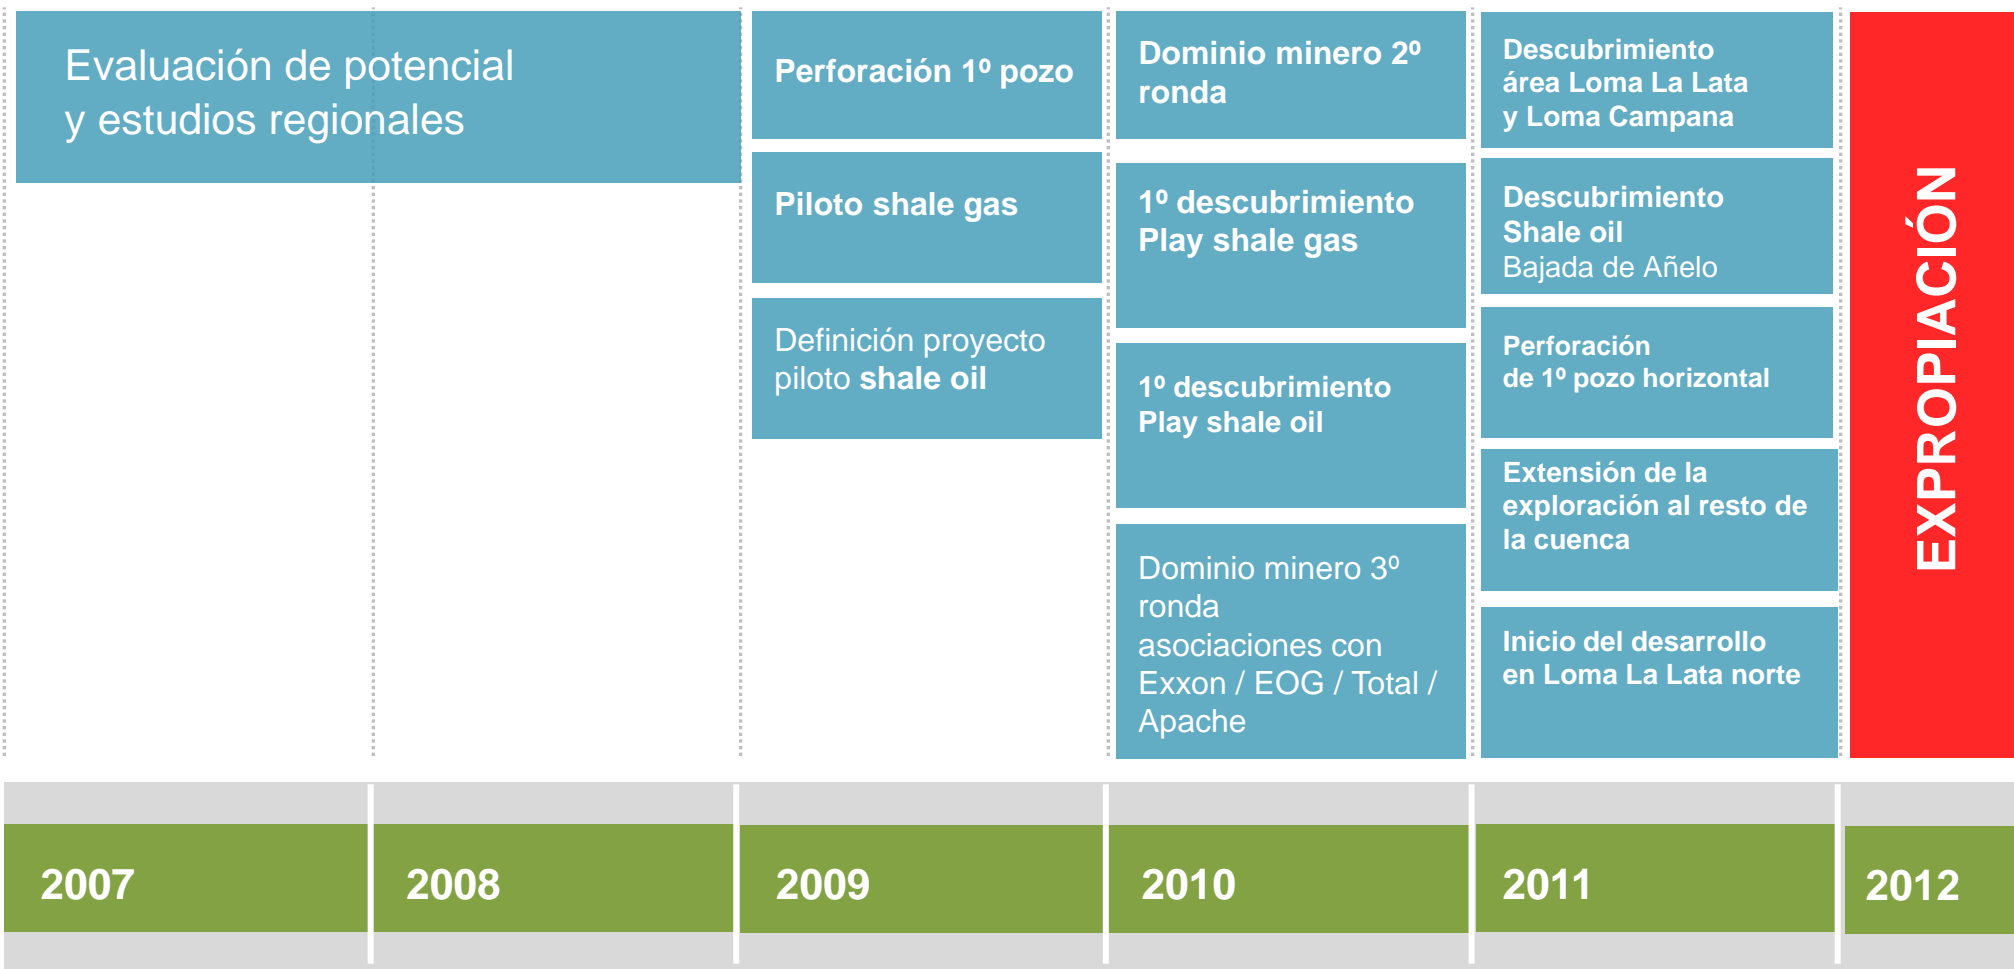 Evaluación de potencial
y estudios regionales
Perforación 1º pozo
Piloto shale gas
Definición proyecto
piloto shale oil
Dominio minero 2º
ronda
1º descubrimiento
Play shale gas
1º descubrimiento
Play shale oil
Dominio minero 3º
ronda
asociaciones con
Exxon / EOG / Total /
Apache
Descubrimiento
área Loma La Lata
y Loma Campana
Descubrimiento
Shale oil
Bajada de Añelo
Perforación
de 1º pozo horizontal
Extensión de la
exploración al resto de
la cuenca
Inicio del desarrollo
en Loma La Lata norte
EXPROPIACIÓN
2007
2008
2009
2010
2011
2012